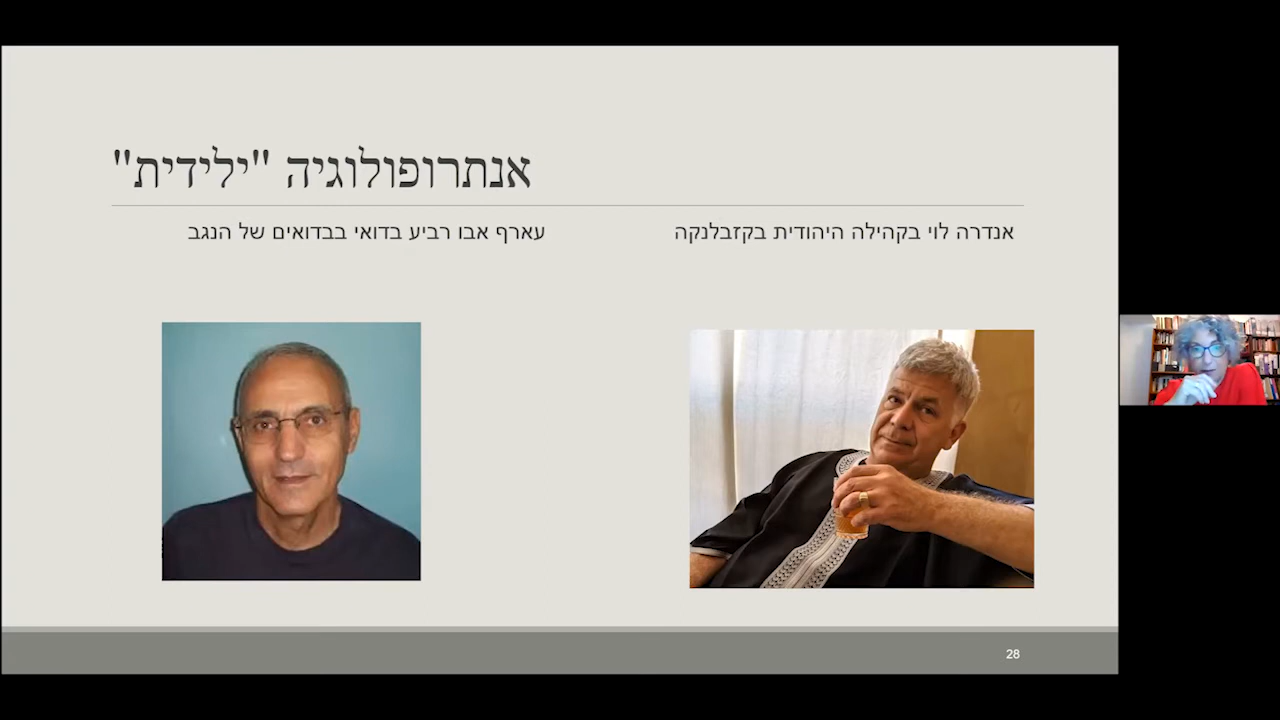 אנתרופולוגיה "ילידית"
אנדרה לוי בקהילה היהודית בקזבלנקה
עארף אבו רביע בדואי בבדואים של הנגב
28